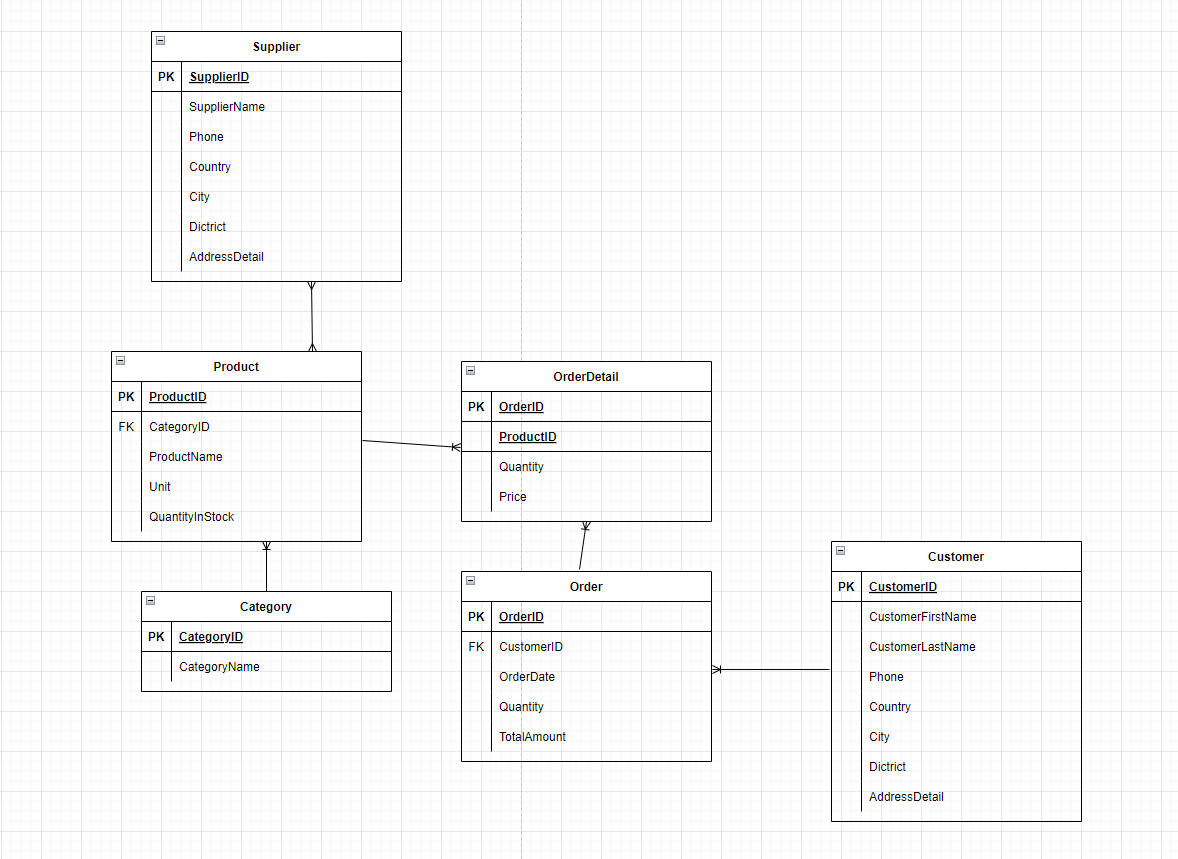 Supplier
PK SupplierID
SupplierName
Phone
Country
City
Dictrict
AddressDetail
Product
PK ProductID
FK CategoryID
ProductName
Unit
QuantityInStock
OrderDetail
PK OrderID
ProductID
Quantity
Price
Category
PK CategoryID
CategoryName
Order
PK OrderID
FK CustomerID
OrderDate
Quantity
TotalAmount
Customer
PK CustomerID
CustomerFirstName
CustomerLastName
Phone
Country
City
Dictrict
AddressDetail